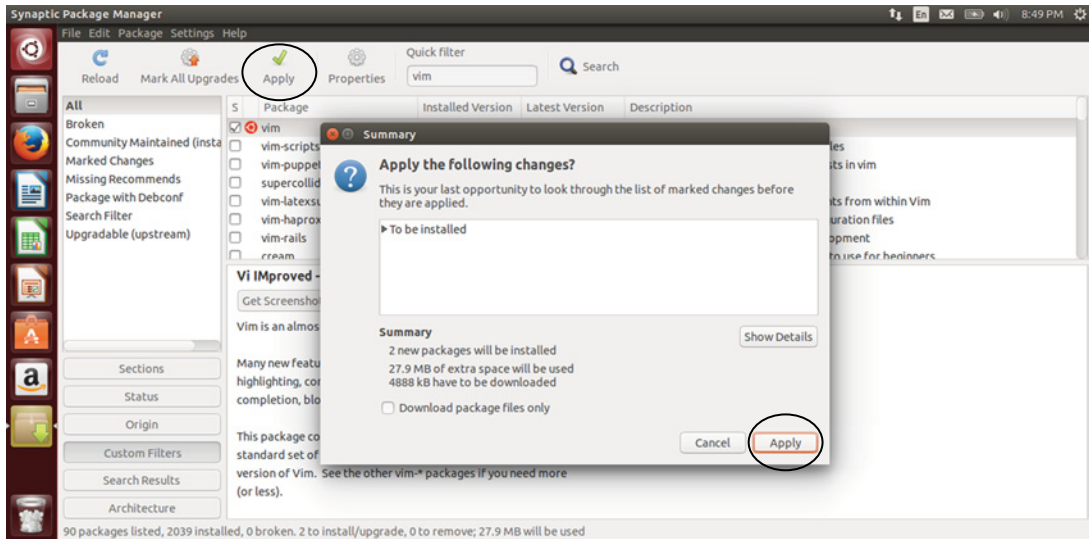 Synaptic Package Manager
En
8:49 PM
File Edit Package Settings Help
Reload Mark All Upgrades Apply Properties
Quick filter
vim
Search
All
Broken
Community Maintained (insta
Marked Changes
Missing Recommends
Package with Debconf
Search Filter
Upgradable (upstream)
Sections
Status
Origin
Custom Filters
Search Results
Architecture
S Package Installed Version Latest Version Description
vim
vim-scripts
vim-puppet
supercollid
vim-latexsu
vim-haprox
vim-rails
cream
les
sts in vim
nts from within Vim
uration files
opment
to use for beginners
Summary
Apply the following changes?
This is your last opportunity to look through the list of marked changes before
they are applied.
To be installed
Summary
Show Details
2 new packages will be installed
27.9 MB of extra space will be used
4888 kB have to be downloaded
Download package files only
Cancel Apply
Vi IMproved -
Get Screensho
Vim is an almos
Many new featu
highlighting, co
completion, blo
This package co
standard set of
version of Vim. See the other vim-* packages if you need more
(or less).
90 packages listed, 2039 installed, 0 broken. 2 to install/upgrade, 0 to remove; 27.9 MB will be used